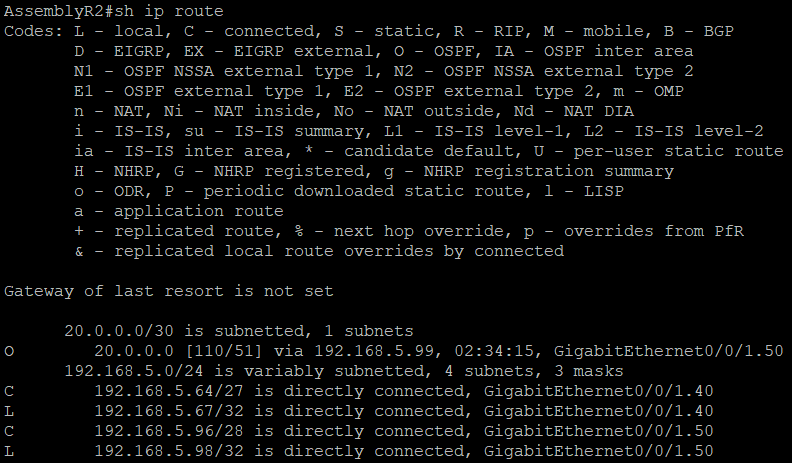 AssemblyR2#sh ip route
Codes: L - local, C - connected, S - static, R - RIP, M - mobile, B - BGP
       D - EIGRP, EX - EIGRP external, O - OSPF, IA - OSPF inter area
       N1 - OSPF NSSA external type 1, N2 - OSPF NSSA external type 2
       E1 - OSPF external type 1, E2 - OSPF external type 2, m - OMP
       n - NAT, Ni - NAT inside, No - NAT outside, Nd - NAT DIA
       i - IS-IS, su - IS-IS summary, L1 - IS-IS level-1, L2 - IS-IS level-2
       ia - IS-IS inter area, * - candidate default, U - per-user static route
       H - NHRP, G - NHRP registered, g - NHRP registration summary
       o - ODR, P - periodic downloaded static route, l - LISP
       a - application route
       + - replicated route, % - next hop override, p - overrides from PfR
       & - replicated local route overrides by connected
Gateway of last resort is not set
      20.0.0.0/30 is subnetted, 1 subnets
O        20.0.0.0 [110/51] via 192.168.5.99, 02:34:15, GigabitEthernet0/0/1.50
      192.168.5.0/24 is variably subnetted, 4 subnets, 3 masks
C        192.168.5.64/27 is directly connected, GigabitEthernet0/0/1.40
L        192.168.5.67/32 is directly connected, GigabitEthernet0/0/1.40
C        192.168.5.96/28 is directly connected, GigabitEthernet0/0/1.50
L        192.168.5.98/32 is directly connected, GigabitEthernet0/0/1.50